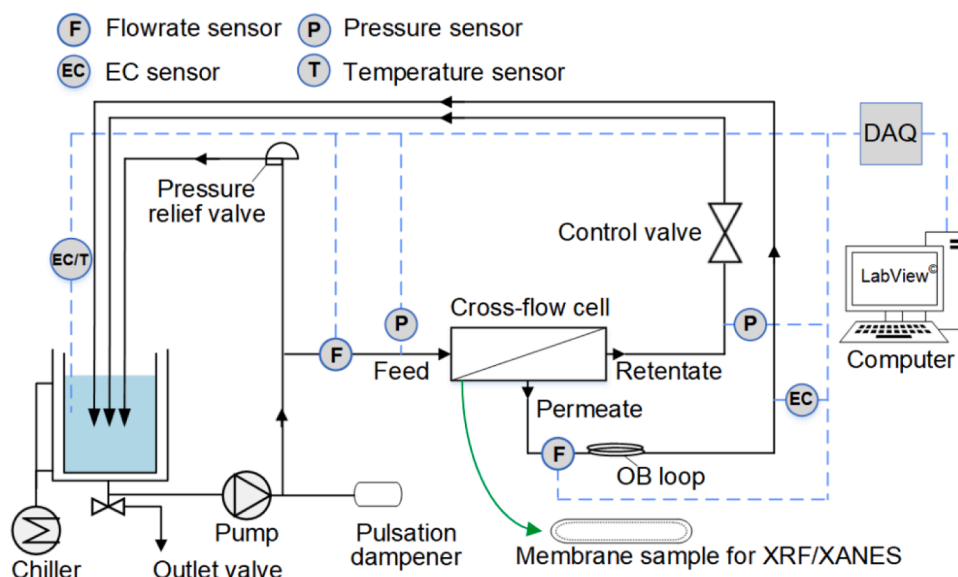 F Flowrate sensor P Pressure sensor
EC EC sensor T Temperature sensor
DAQ
Pressure
relief valve
EC/T
Control valve
LabView©
Cross-flow cell
P
P
F
Feed
Retentate
Computer
Permeate
EC
F
OB loop
Pump
Pulsation
dampener
Chiller
Outlet valve
Membrane sample for XRF/XANES